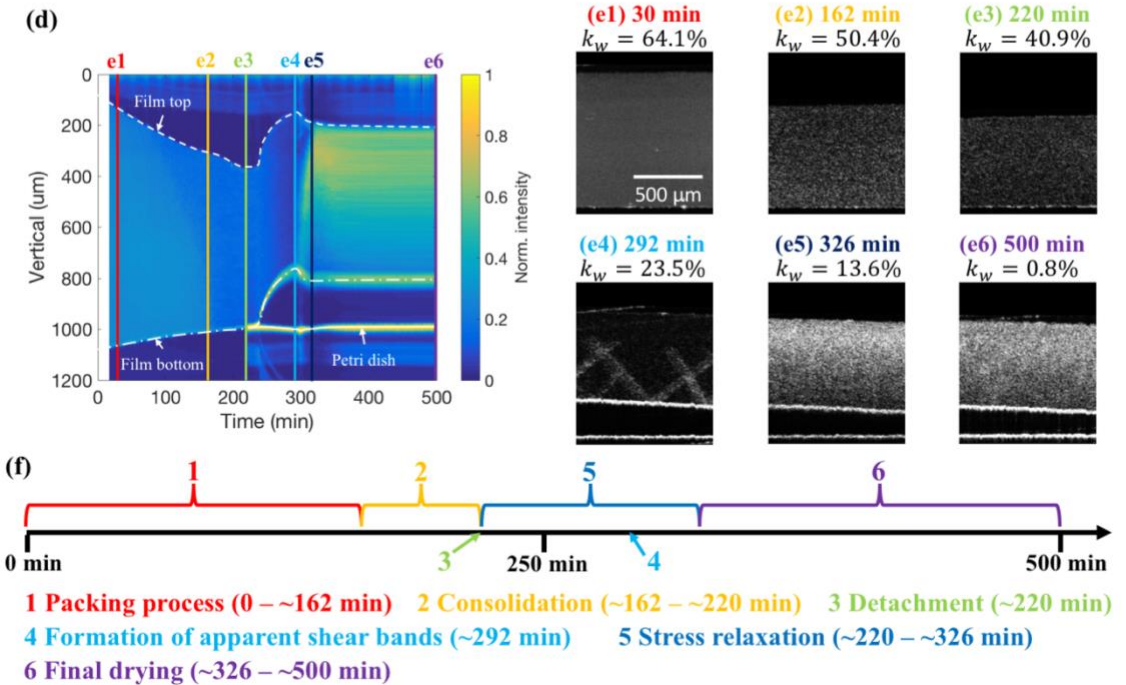 (d)
e1 e2 e3 e4 e5 e6
Film top
Film bottom
Petri dish
0
200
400
600
800
1000
1200
Vertical (um)
0 100 200 300 400 500
Time (min)
1
0.8
0.6
0.4
0.2
0
Norm. intensity
(e1) 30 min
k_w = 64.1%
500 μm
(e2) 162 min
k_w = 50.4%
(e3) 220 min
k_w = 40.9%
(e4) 292 min
k_w = 23.5%
(e5) 326 min
k_w = 13.6%
(e6) 500 min
k_w = 0.8%
(f)
1 2 5 6
3 4
0 min 250 min 500 min
1 Packing process (0 – ~162 min) 2 Consolidation (~162 – ~220 min) 3 Detachment (~220 min)
4 Formation of apparent shear bands (~292 min) 5 Stress relaxation (~220 – ~326 min)
6 Final drying (~326 – ~500 min)